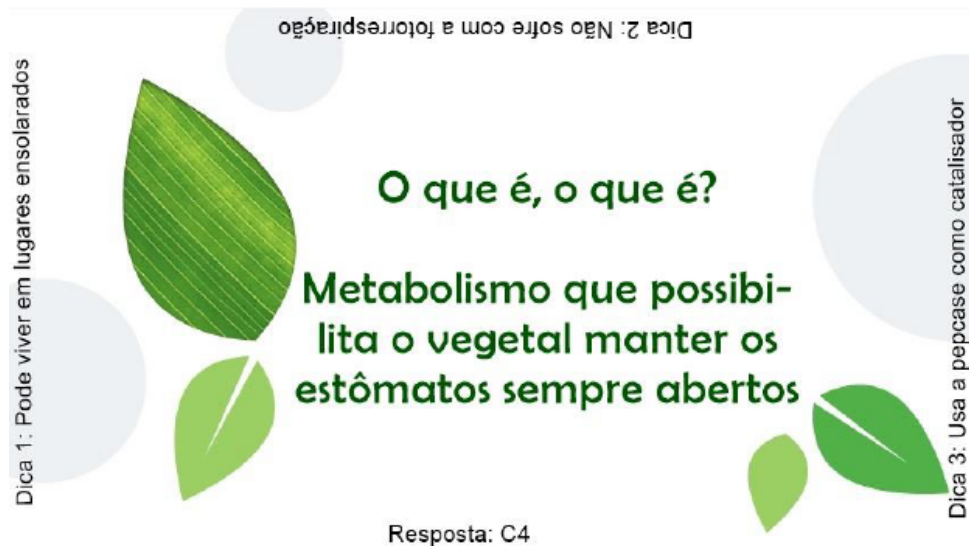 Dica 2: Não sofre com a fotorrespiração
Dica 1: Pode viver em lugares ensolarados
O que é, o que é?
Metabolismo que possibi-
lita o vegetal manter os
estômatos sempre abertos
Dica 3: Usa a pepcase como catalisador
Resposta: C4